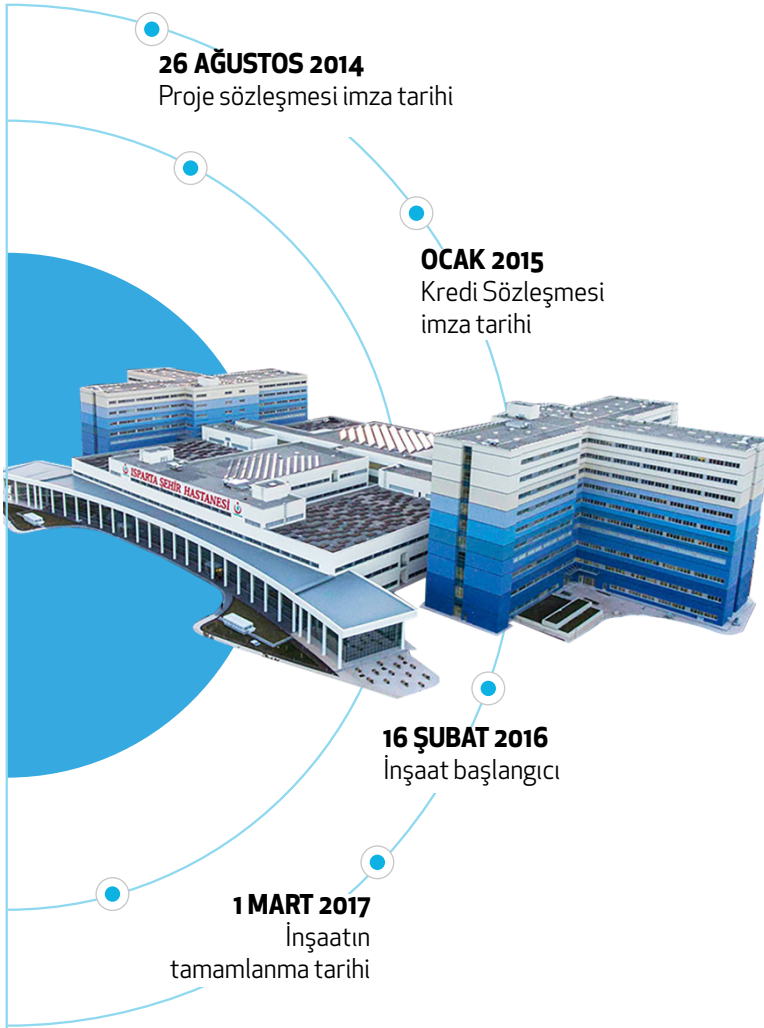 26 AĞUSTOS 2014
Proje sözleşmesi imza tarihi
OCAK 2015
Kredi Sözleşmesi
imza tarihi
ISPARTA ŞEHİR HASTANESİ
16 ŞUBAT 2016
İnşaat başlangıcı
1 MART 2017
İnşaatın
tamamlanma tarihi